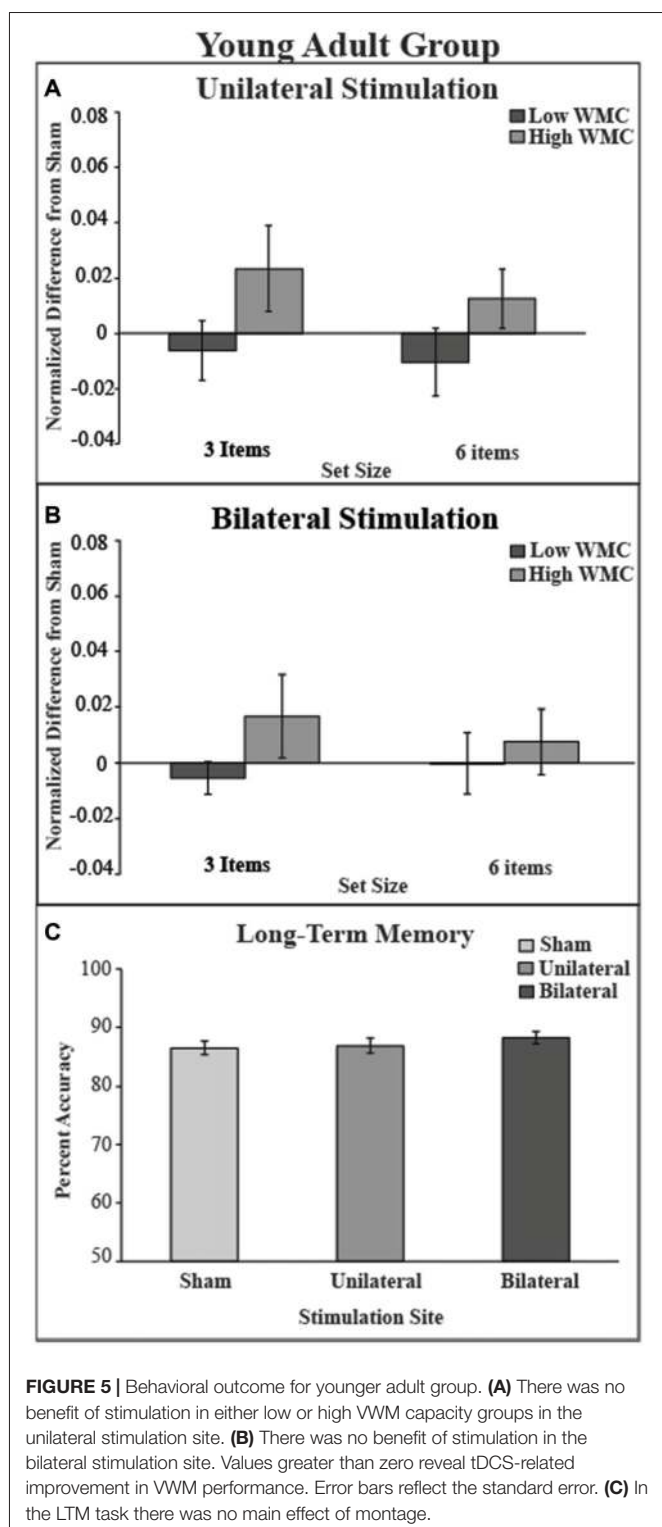 Young Adult Group
A
Unilateral Stimulation
Low WMC
High WMC
Normalized Difference from Sham
0.08
0.06
0.04
0.02
0
-0.02
-0.04
3 Items
6 items
Set Size
B
Bilateral Stimulation
Low WMC
High WMC
Normalized Difference from Sham
0.08
0.06
0.04
0.02
0
-0.02
-0.04
3 Items
6 items
Set Size
C
Long-Term Memory
Sham
Unilateral
Bilateral
Percent Accuracy
100
90
80
70
60
50
Sham
Unilateral
Bilateral
Stimulation Site
FIGURE 5 | Behavioral outcome for younger adult group. (A) There was no
benefit of stimulation in either low or high VWM capacity groups in the
unilateral stimulation site. (B) There was no benefit of stimulation in the
bilateral stimulation site. Values greater than zero reveal tDCS-related
improvement in VWM performance. Error bars reflect the standard error. (C) In
the LTM task there was no main effect of montage.